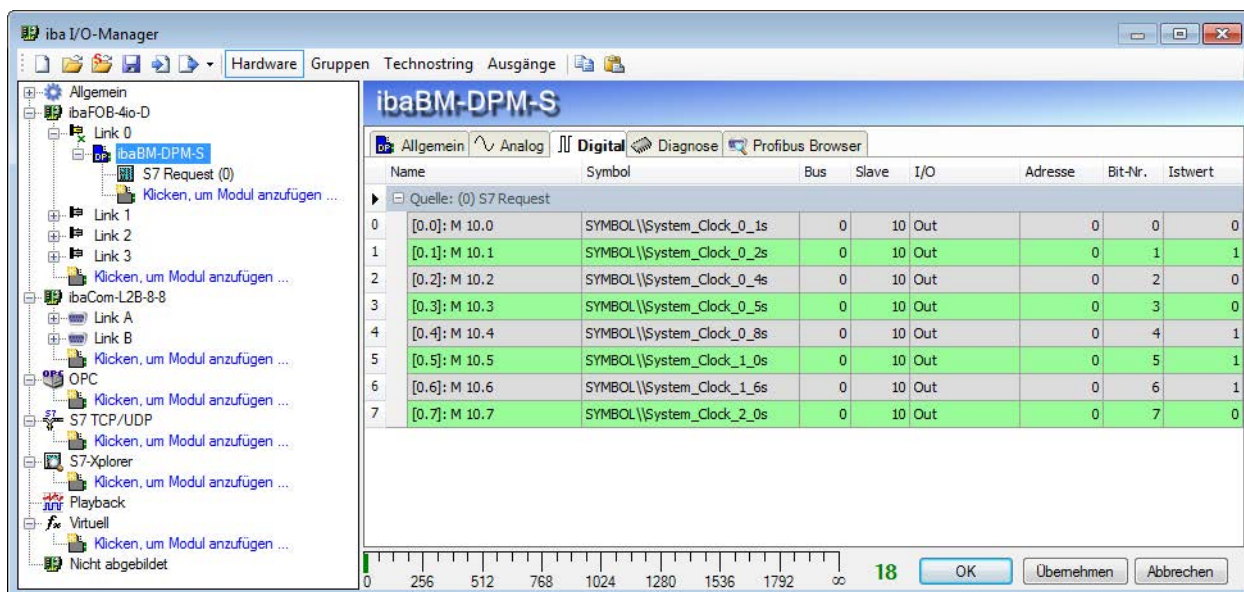 iba I/O-Manager
Hardware Gruppen Technostring Ausgänge
Allgemein
ibaFOB-4io-D
Link 0
ibaBM-DPM-S
S7 Request (0)
Klicken, um Modul anzufügen ...
Link 1
Link 2
Link 3
Klicken, um Modul anzufügen ...
ibaCom-L2B-8-8
Link A
Link B
Klicken, um Modul anzufügen ...
OPC
Klicken, um Modul anzufügen ...
S7 TCP/UDP
Klicken, um Modul anzufügen ...
S7-Xplorer
Klicken, um Modul anzufügen ...
Playback
Virtuell
Klicken, um Modul anzufügen ...
Nicht abgebildet
ibaBM-DPM-S
Allgemein Analog Digital Diagnose Profibus Browser
Name Symbol Bus Slave I/O Adresse Bit-Nr. Istwert
Quelle: (0) S7 Request
0 [0.0]: M 10.0 SYMBOL\\System_Clock_0_1s 0 10 Out 0 0 0
1 [0.1]: M 10.1 SYMBOL\\System_Clock_0_2s 0 10 Out 0 1 1
2 [0.2]: M 10.2 SYMBOL\\System_Clock_0_4s 0 10 Out 0 2 0
3 [0.3]: M 10.3 SYMBOL\\System_Clock_0_5s 0 10 Out 0 3 0
4 [0.4]: M 10.4 SYMBOL\\System_Clock_0_8s 0 10 Out 0 4 1
5 [0.5]: M 10.5 SYMBOL\\System_Clock_1_0s 0 10 Out 0 5 1
6 [0.6]: M 10.6 SYMBOL\\System_Clock_1_6s 0 10 Out 0 6 1
7 [0.7]: M 10.7 SYMBOL\\System_Clock_2_0s 0 10 Out 0 7 0
0 256 512 768 1024 1280 1536 1792 ∞ 18 OK Übernehmen Abbrechen